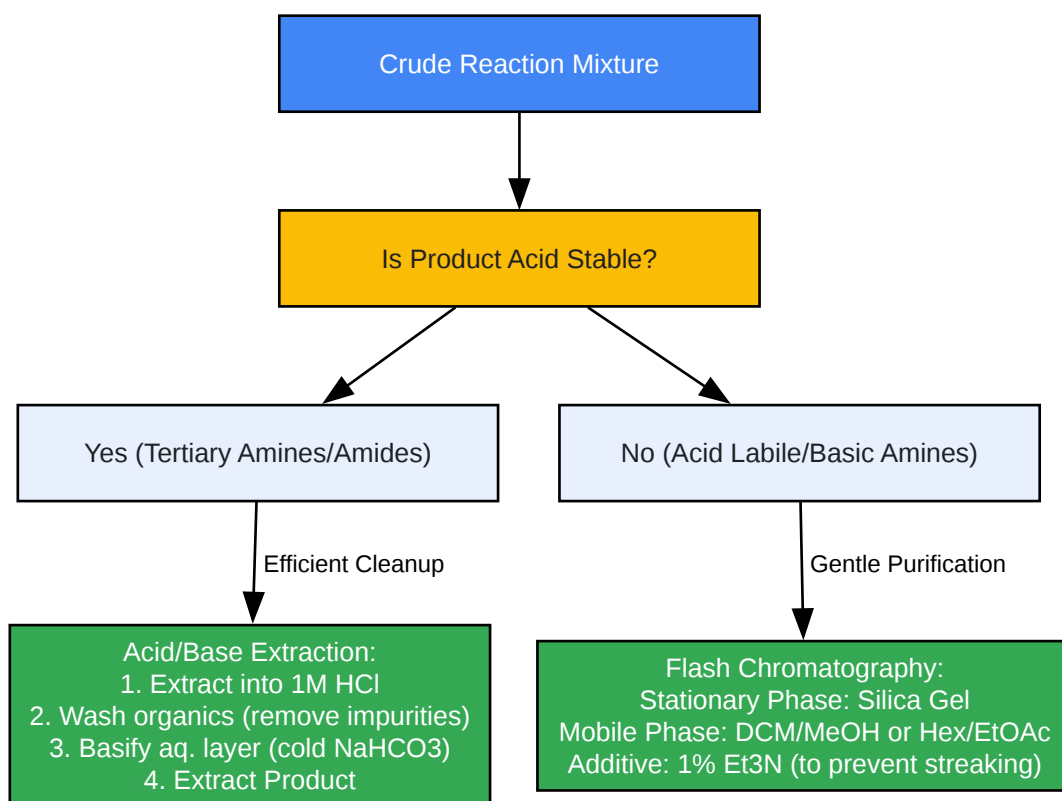 Crude Reaction Mixture
Is Product Acid Stable?
Yes (Tertiary Amines/Amides)
No (Acid Labile/Basic Amines)
Efficient Cleanup
Gentle Purification
Acid/Base Extraction:
1. Extract into 1M HCl
2. Wash organics (remove impurities)
3. Basify aq. layer (cold NaHCO3)
4. Extract Product
Flash Chromatography:
Stationary Phase: Silica Gel
Mobile Phase: DCM/MeOH or Hex/EtOAc
Additive: 1% Et3N (to prevent streaking)